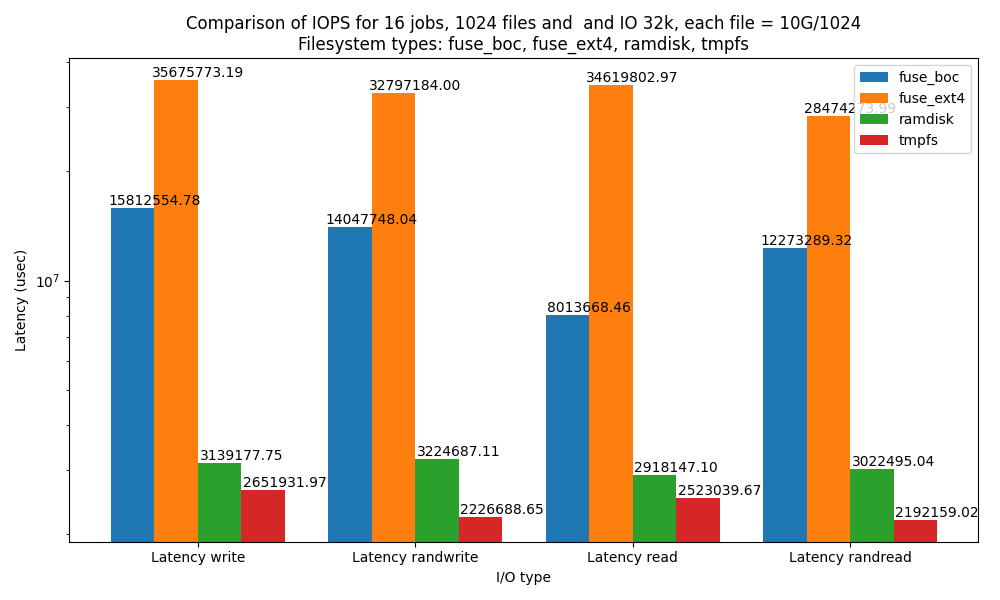 Comparison of IOPS for 16 jobs, 1024 files and  and IO 32k, each file = 10G/1024
Filesystem types: fuse_boc, fuse_ext4, ramdisk, tmpfs
fuse_boc
fuse_ext4
ramdisk
tmpfs
Latency (usec)
10^7
15812554.78
35675773.19
3139177.75
2651931.97
14047748.04
32797184.00
3224687.11
2226688.65
8013668.46
34619802.97
2918147.10
2523039.67
12273289.32
28474273.99
3022495.04
2192159.02
Latency write
Latency randwrite
Latency read
Latency randread
I/O type